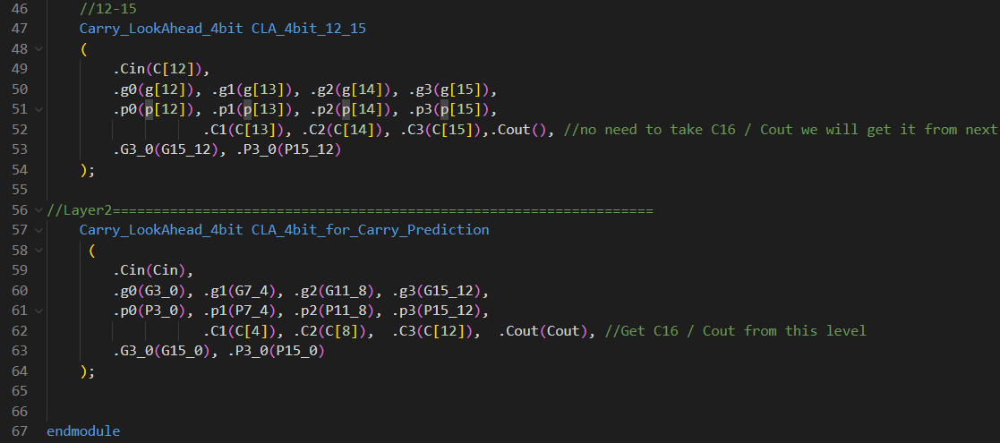 46 //12-15
47 Carry_LookAhead_4bit CLA_4bit_12_15
48 (
49 .Cin(C[12]),
50 .g0(g[12]), .g1(g[13]), .g2(g[14]), .g3(g[15]),
51 .p0(p[12]), .p1(p[13]), .p2(p[14]), .p3(p[15]),
52 .C1(C[13]), .C2(C[14]), .C3(C[15]),.Cout(), //no need to take C16 / Cout we will get it from next
53 .G3_0(G15_12), .P3_0(P15_12)
54 );
55
56 //Layer2==================================================================
57 Carry_LookAhead_4bit CLA_4bit_for_Carry_Prediction
58 (
59 .Cin(Cin),
60 .g0(G3_0), .g1(G7_4), .g2(G11_8), .g3(G15_12),
61 .p0(P3_0), .p1(P7_4), .p2(P11_8), .p3(P15_12),
62 .C1(C[4]), .C2(C[8]),  .C3(C[12]),  .Cout(Cout), //Get C16 / Cout from this level
63 .G3_0(G15_0), .P3_0(P15_0)
64 );
65
66
67 endmodule